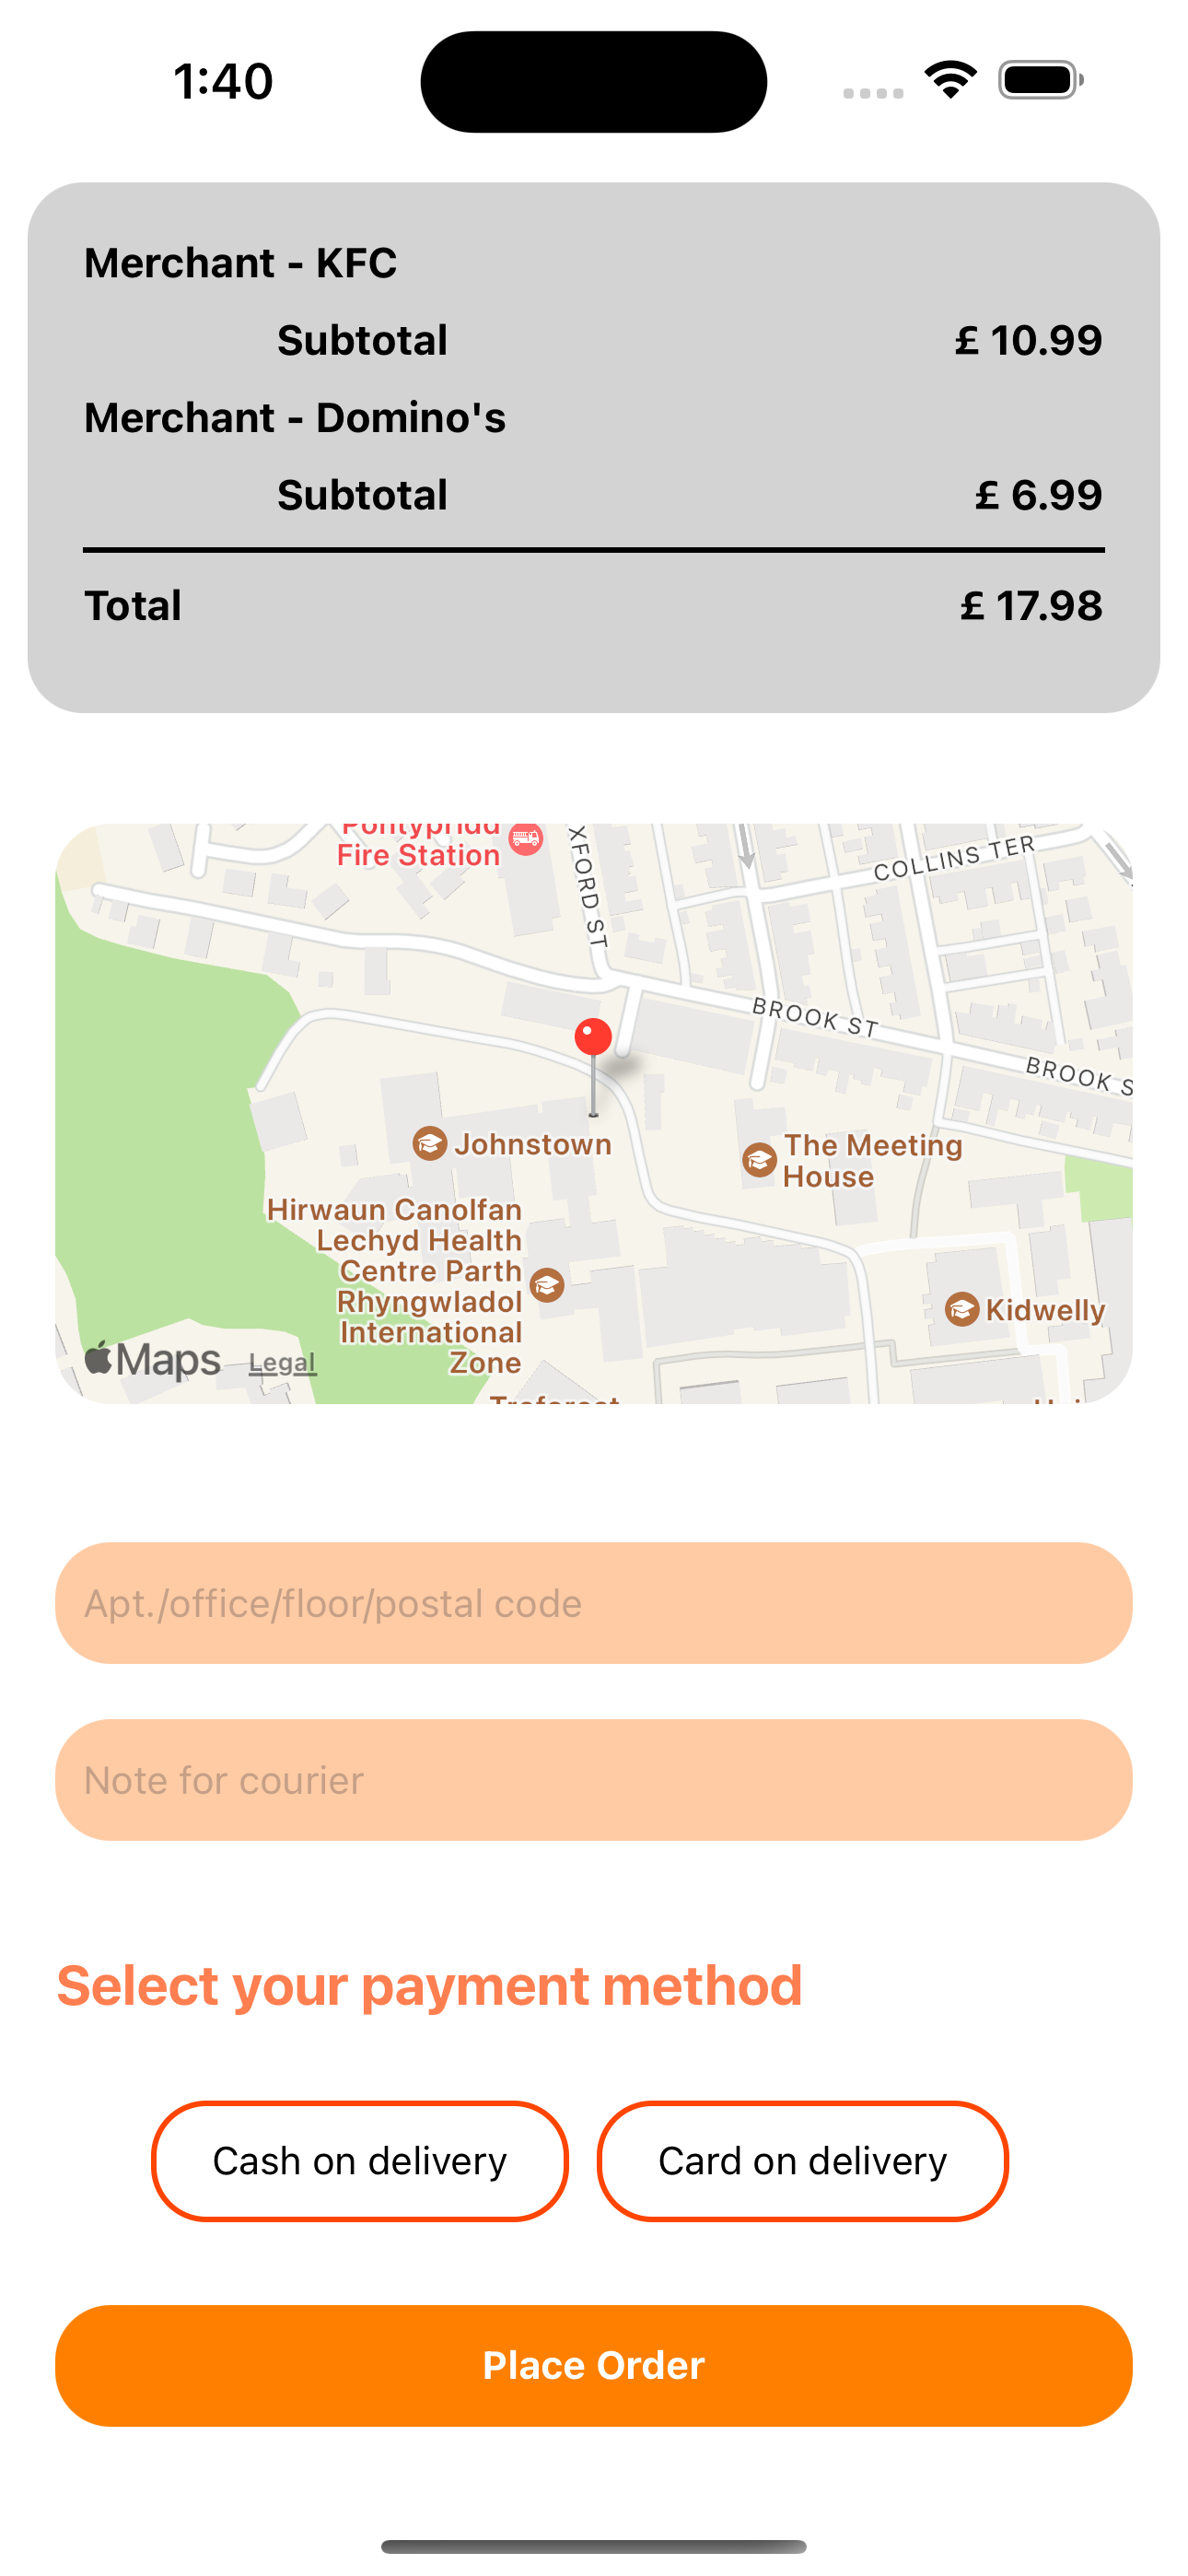 1:40
Merchant - KFC
Subtotal £ 10.99
Merchant - Domino's
Subtotal £ 6.99
Total £ 17.98
Pontypridd
Fire Station
XFORD ST
COLLINS TER
BROOK ST
BROOK S
Johnstown
The Meeting
House
Hirwaun Canolfan
Lechyd Health
Centre Parth
Rhyngwladol
International
Zone
Kidwelly
Maps Legal
Treforest
Apt./office/floor/postal code
Note for courier
Select your payment method
Cash on delivery
Card on delivery
Place Order